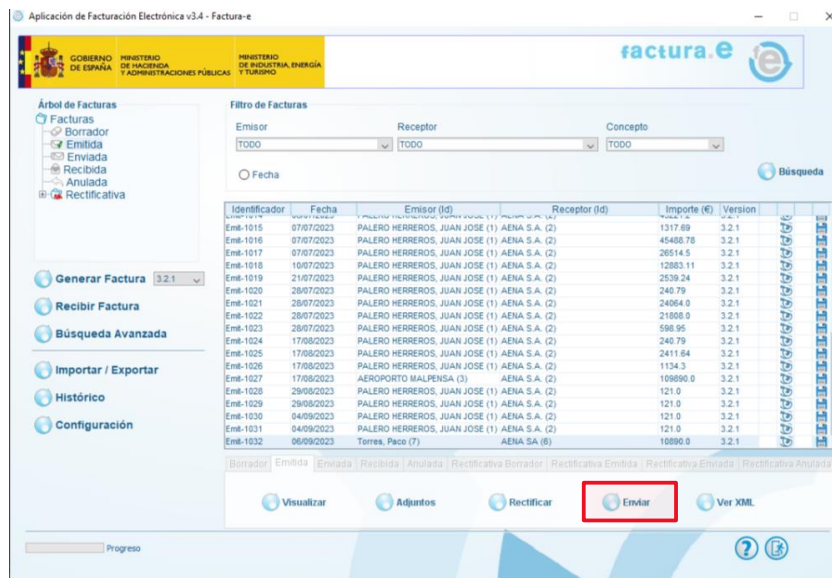 Aplicación de Facturación Electrónica v3.4 - Factura-e
GOBIERNO DE ESPAÑA
MINISTERIO DE HACIENDA Y ADMINISTRACIONES PÚBLICAS
MINISTERIO DE INDUSTRIA, ENERGÍA Y TURISMO
factura.e
Árbol de Facturas
Facturas
Borrador
Emitida
Enviada
Recibida
Anulada
Rectificativa
Generar Factura 3.2.1
Recibir Factura
Búsqueda Avanzada
Importar / Exportar
Histórico
Configuración
Filtro de Facturas
Emisor Receptor Concepto
TODO TODO TODO
Fecha
Búsqueda
Identificador Fecha Emisor (Id) Receptor (Id) Importe (€) Version
Emit-1015 07/07/2023 PALERO HERREROS, JUAN JOSE (1) AENA S.A. (2) 1317.69 3.2.1
Emit-1016 07/07/2023 PALERO HERREROS, JUAN JOSE (1) AENA S.A. (2) 45488.78 3.2.1
Emit-1017 07/07/2023 PALERO HERREROS, JUAN JOSE (1) AENA S.A. (2) 26514.5 3.2.1
Emit-1018 10/07/2023 PALERO HERREROS, JUAN JOSE (1) AENA S.A. (2) 12883.11 3.2.1
Emit-1019 21/07/2023 PALERO HERREROS, JUAN JOSE (1) AENA S.A. (2) 2539.24 3.2.1
Emit-1020 28/07/2023 PALERO HERREROS, JUAN JOSE (1) AENA S.A. (2) 240.79 3.2.1
Emit-1021 28/07/2023 PALERO HERREROS, JUAN JOSE (1) AENA S.A. (2) 24064.0 3.2.1
Emit-1022 28/07/2023 PALERO HERREROS, JUAN JOSE (1) AENA S.A. (2) 21808.0 3.2.1
Emit-1023 28/07/2023 PALERO HERREROS, JUAN JOSE (1) AENA S.A. (2) 598.95 3.2.1
Emit-1024 17/08/2023 PALERO HERREROS, JUAN JOSE (1) AENA S.A. (2) 240.79 3.2.1
Emit-1025 17/08/2023 PALERO HERREROS, JUAN JOSE (1) AENA S.A. (2) 2411.64 3.2.1
Emit-1026 17/08/2023 PALERO HERREROS, JUAN JOSE (1) AENA S.A. (2) 1134.3 3.2.1
Emit-1027 17/08/2023 AEROPORTO MALPENSA (3) AENA S.A. (2) 109890.0 3.2.1
Emit-1028 29/08/2023 PALERO HERREROS, JUAN JOSE (1) AENA S.A. (2) 121.0 3.2.1
Emit-1029 29/08/2023 PALERO HERREROS, JUAN JOSE (1) AENA S.A. (2) 121.0 3.2.1
Emit-1030 04/09/2023 PALERO HERREROS, JUAN JOSE (1) AENA S.A. (2) 121.0 3.2.1
Emit-1031 04/09/2023 PALERO HERREROS, JUAN JOSE (1) AENA S.A. (2) 121.0 3.2.1
Emit-1032 06/09/2023 Torres, Paco (7) AENA SA (6) 10890.0 3.2.1
Borrador Emitida Enviada Recibida Anulada Rectificativa Borrador Rectificativa Emitida Rectificativa Enviada Rectificativa Anulada
Visualizar Adjuntos Rectificar Enviar Ver XML
Progreso